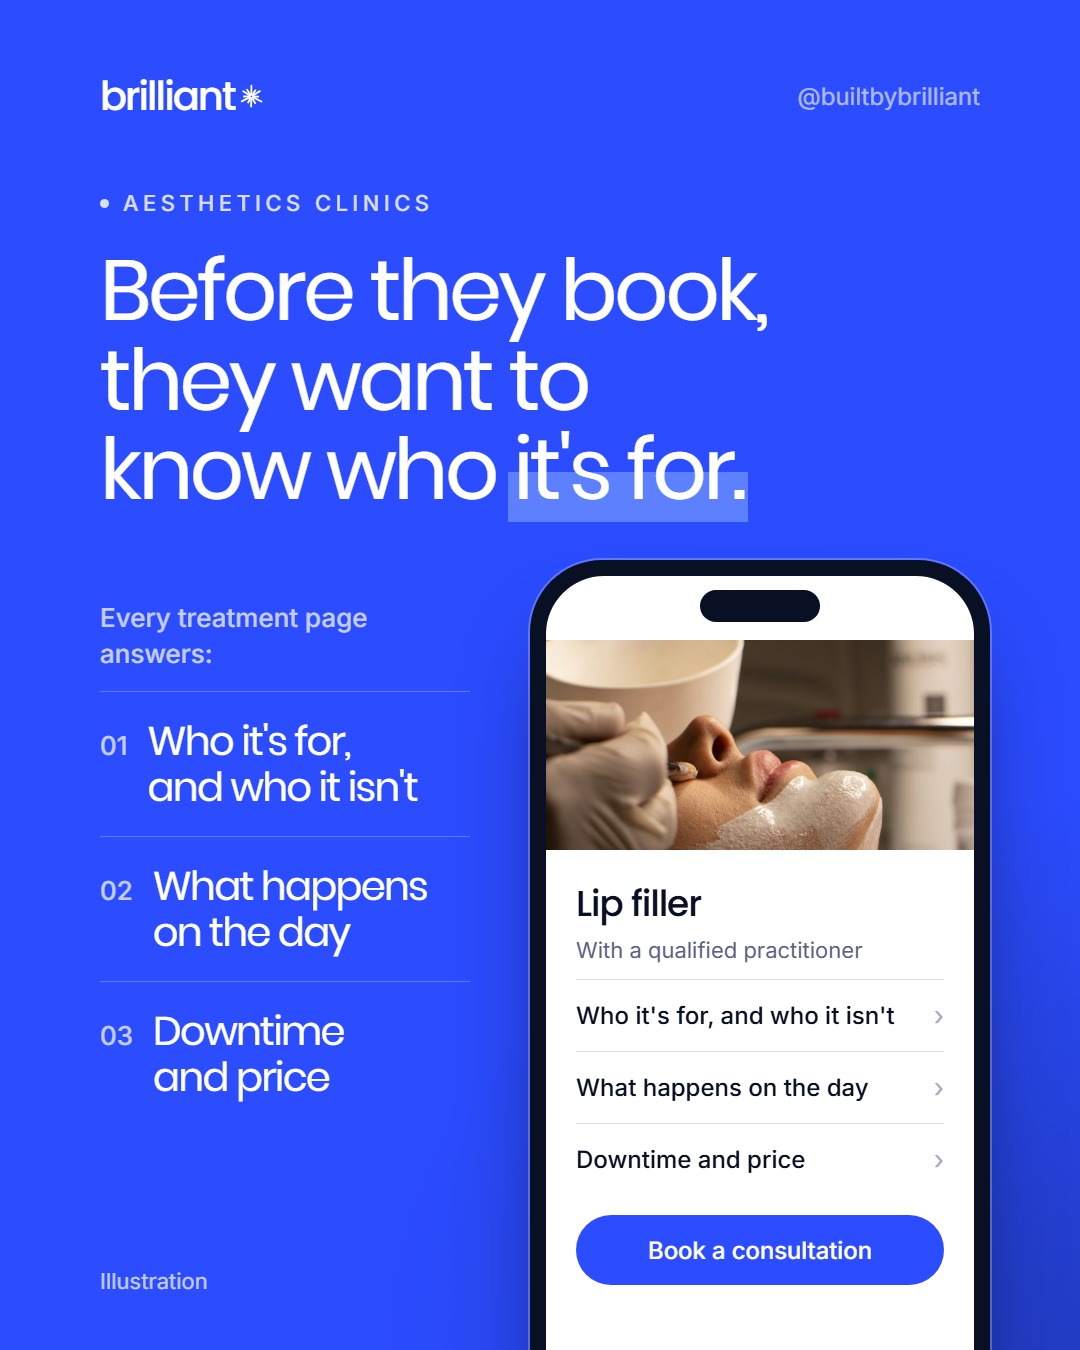 brilliant
@builtbybrilliant
AESTHETICS CLINICS
Before they book,
they want to
know who it's for.
Every treatment page
answers:
01 Who it's for,
and who it isn't
02 What happens
on the day
03 Downtime
and price
Illustration
Lip filler
With a qualified practitioner
Who it's for, and who it isn't ›
What happens on the day ›
Downtime and price ›
Book a consultation